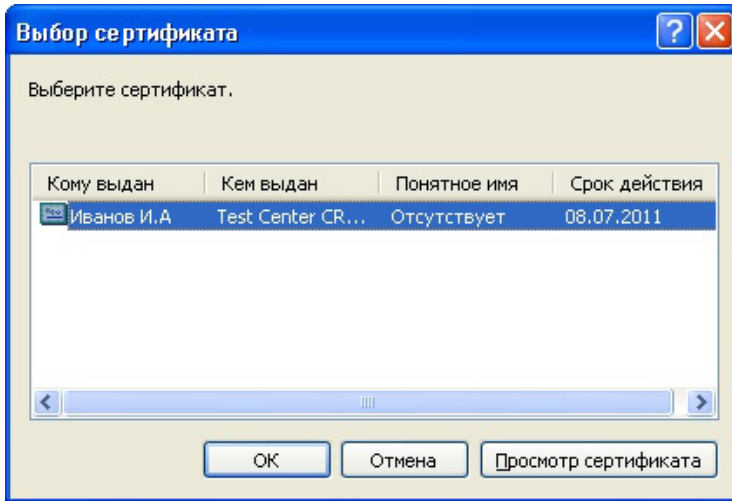 Выбор сертификата
Выберите сертификат.
Кому выдан Кем выдан Понятное имя Срок действия
Иванов И.А Test Center CR... Отсутствует 08.07.2011
ОК Отмена Просмотр сертификата